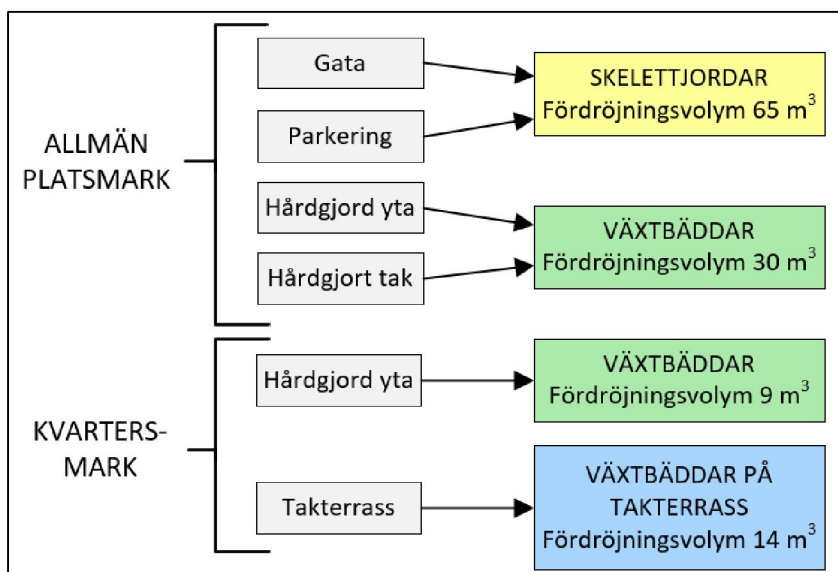 ALLMÄN
PLATSMARK
Gata
Parkering
Hårdgjord yta
Hårdgjort tak
SKELETTJORDAR
Fördröjningsvolym 65 m³
VÄXTBÄDDAR
Fördröjningsvolym 30 m³
KVARTERS-
MARK
Hårdgjord yta
Takterrass
VÄXTBÄDDAR
Fördröjningsvolym 9 m³
VÄXTBÄDDAR PÅ
TAKTERRASS
Fördröjningsvolym 14 m³